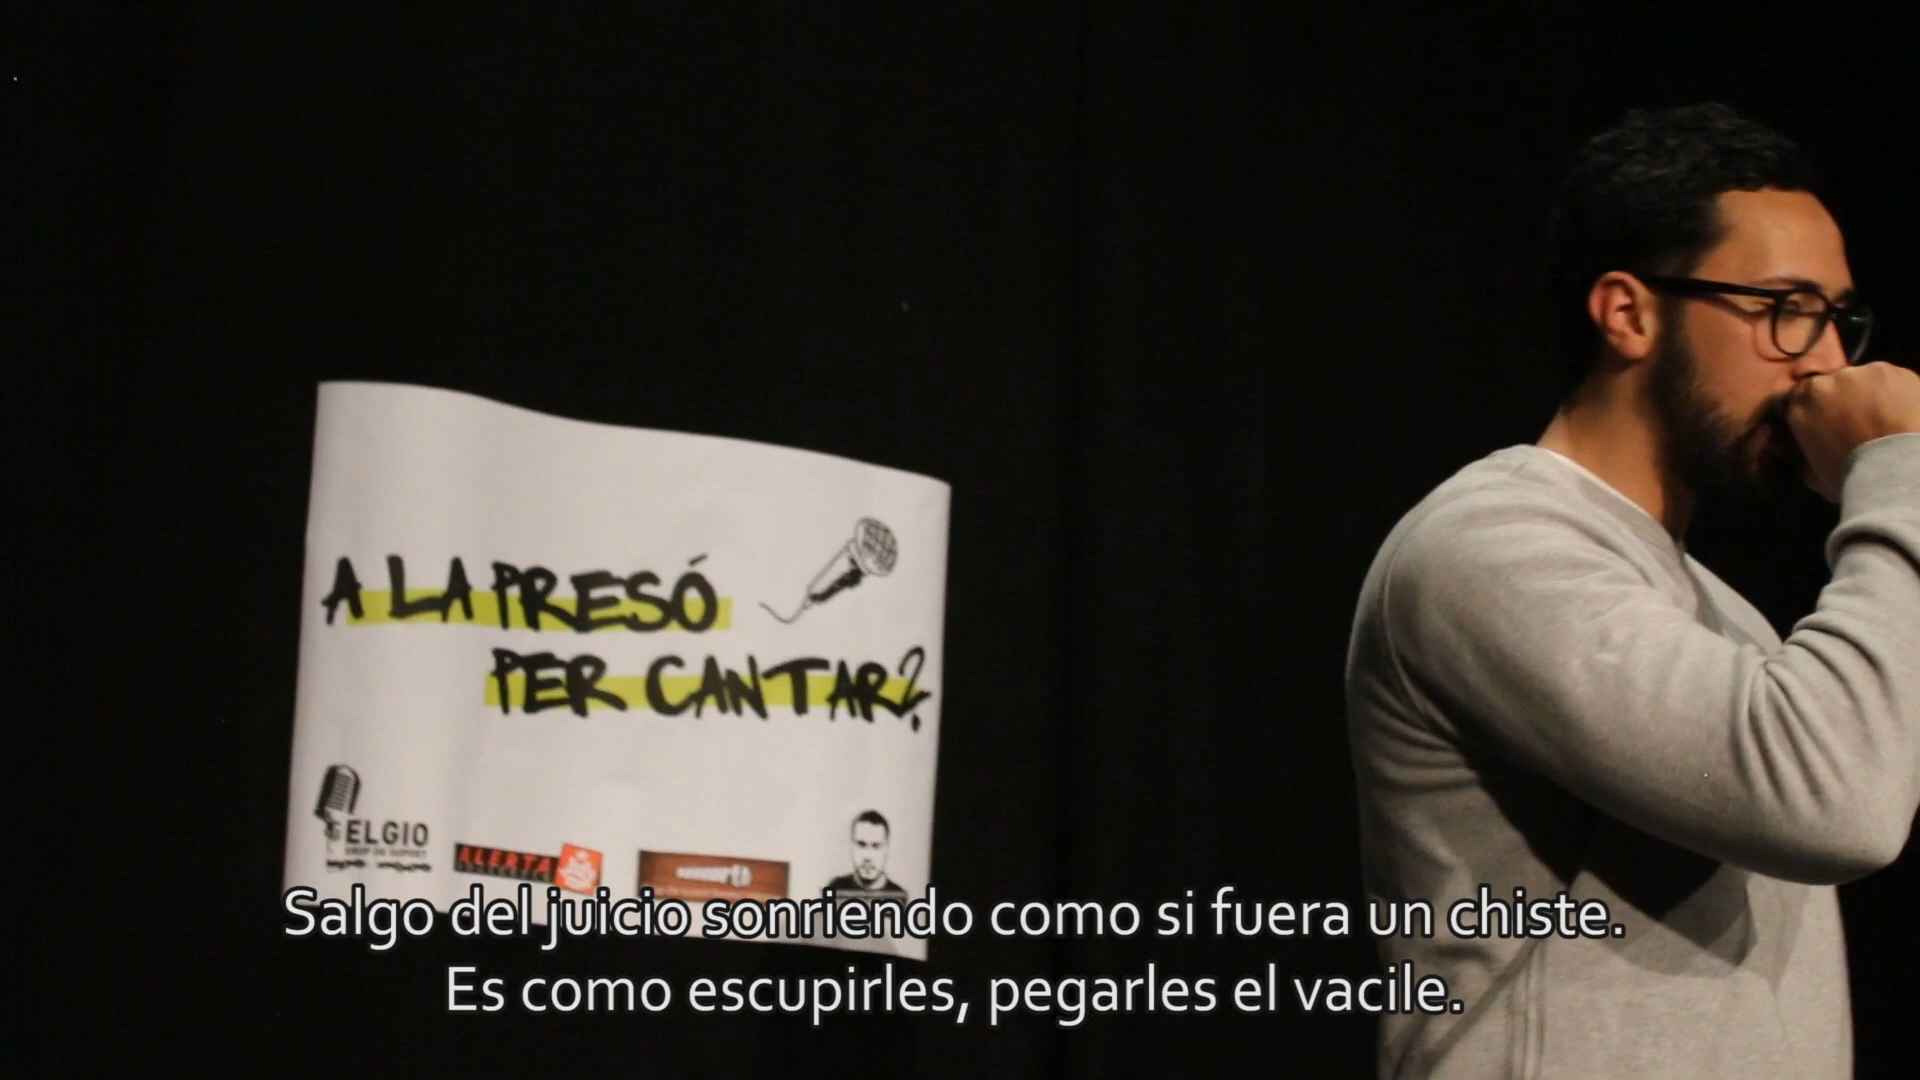 A LA PRESÓ
PER CANTAR?
ELGIO
ALERTA
Salgo del juicio sonriendo como si fuera un chiste.
Es como escupirles, pegarles el vacile.